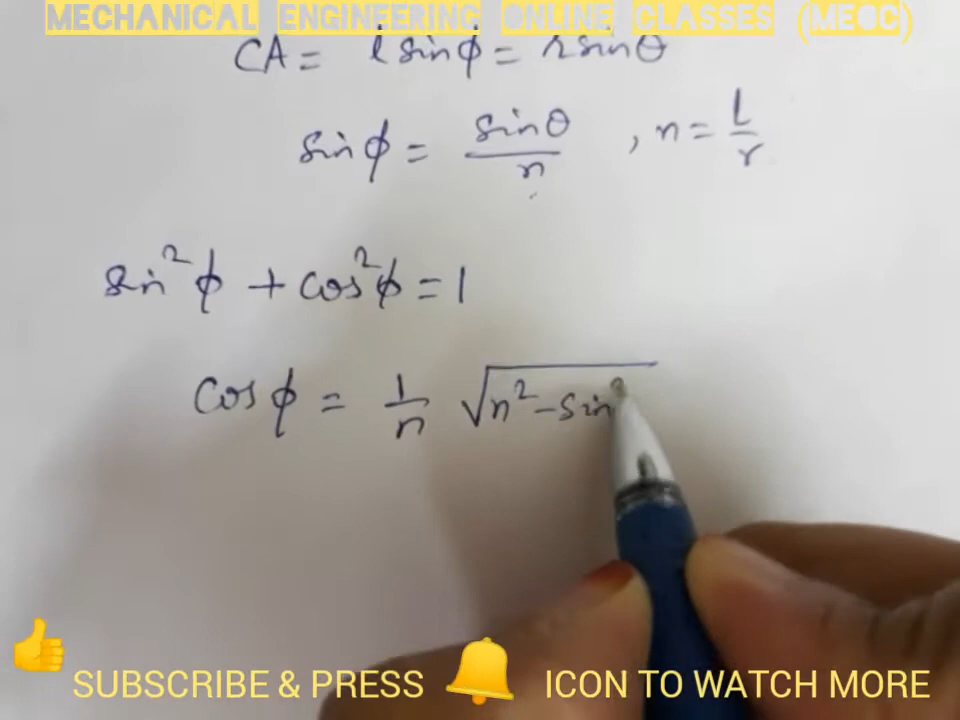 MECHANICAL ENGINEERING ONLINE CLASSES (MEOC)
CA = l sinϕ = r sinθ
sinϕ = sinθ/n , n = L/r
sin²ϕ + cos²ϕ = 1
cosϕ = 1/n √(n² - sin²
SUBSCRIBE & PRESS ICON TO WATCH MORE